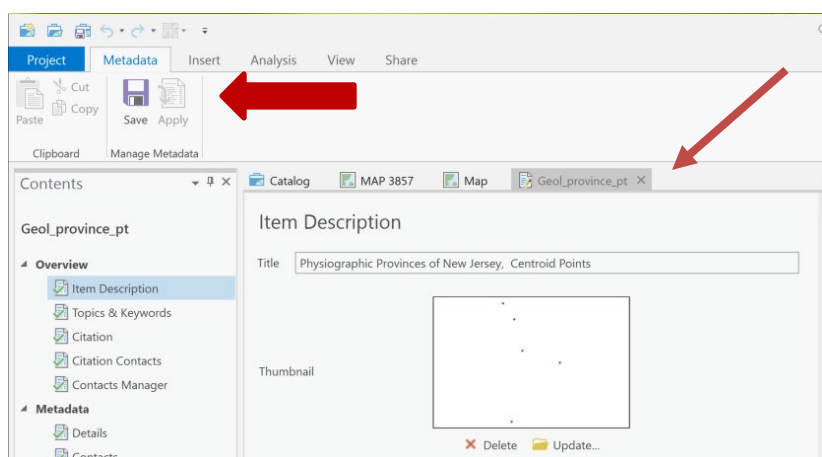 Project Metadata Insert Analysis View Share
Cut
Copy
Paste
Save Apply
Clipboard Manage Metadata
Contents
Catalog MAP 3857 Map Geol_province_pt
Geol_province_pt
Item Description
Overview
Title Physiographic Provinces of New Jersey, Centroid Points
Item Description
Topics & Keywords
Citation
Citation Contacts
Thumbnail
Contacts Manager
Metadata
Details
Delete Update...
Contacts